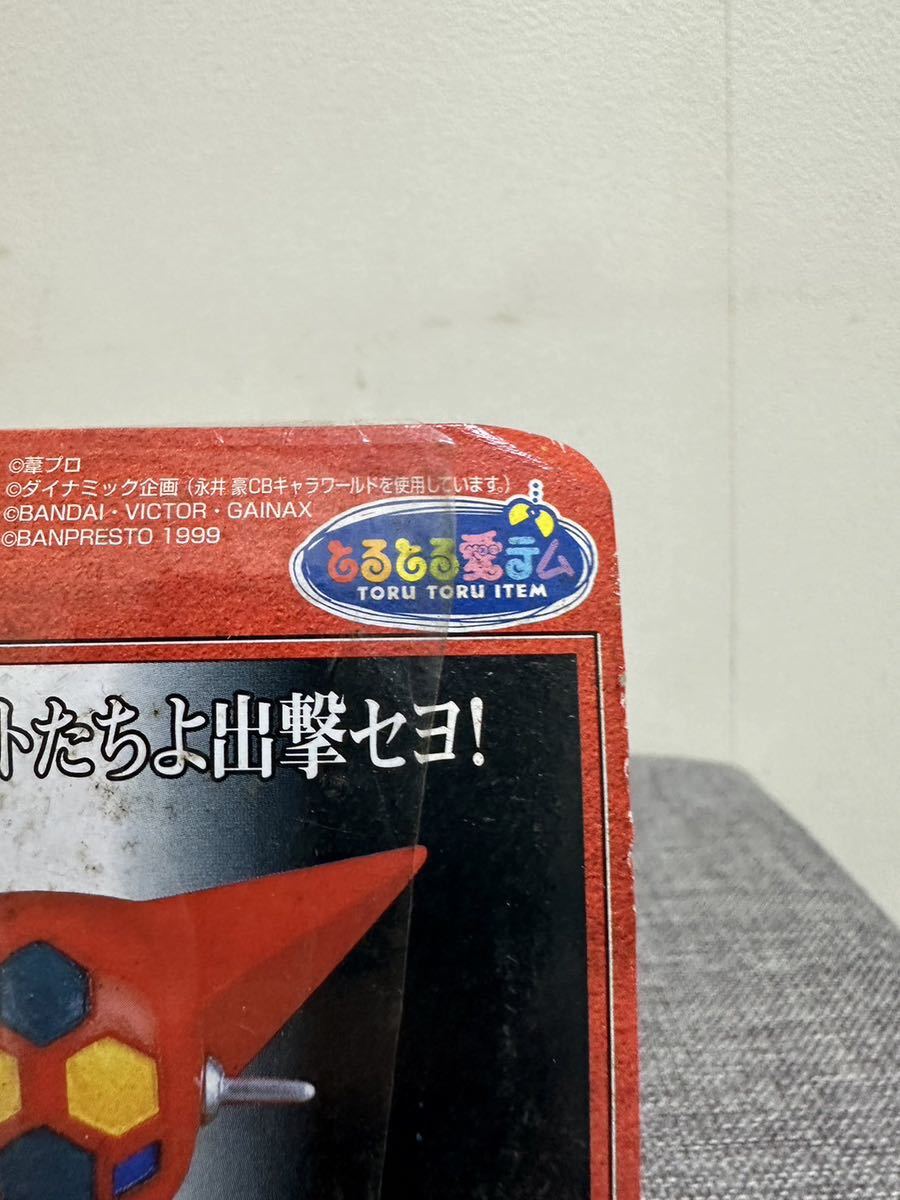 ©葦プロ
©ダイナミック企画（永井 豪CBキャラワールドを使用しています。）
©BANDAI・VICTOR・GAINAX
©BANPRESTO 1999
とるとる愛テム
TORU TORU ITEM
トたちよ出撃セヨ!